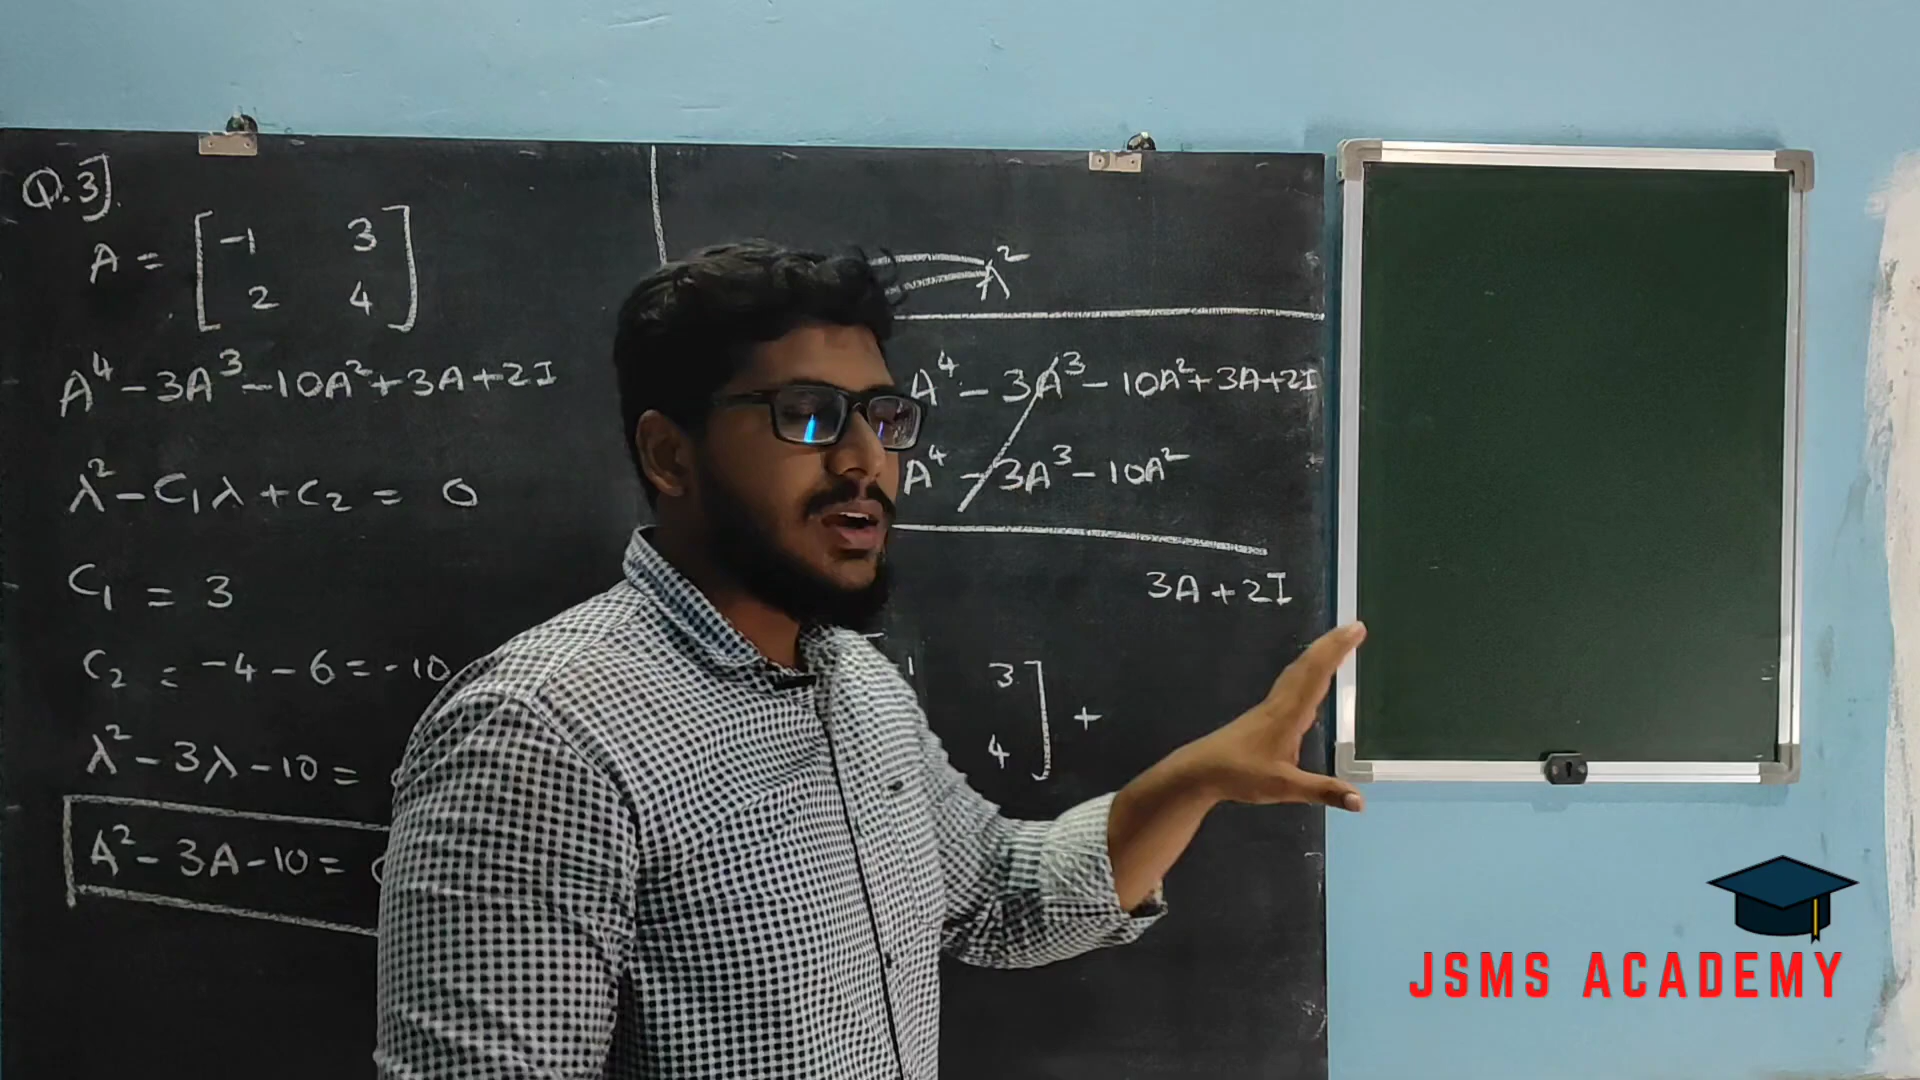 Q.3]
A = [ -1 3
2 4 ]
A⁴ - 3A³ - 10A² + 3A + 2I
λ² - C₁λ + C₂ = 0
C₁ = 3
C₂ = -4 - 6 = -10
λ² - 3λ - 10 =
A² - 3A - 10 =
A²
A⁴ - 3A³ - 10A² + 3A + 2I
A⁴ - 3A³ - 10A²
3A + 2I
1 3 ] +
4
JSMS ACADEMY